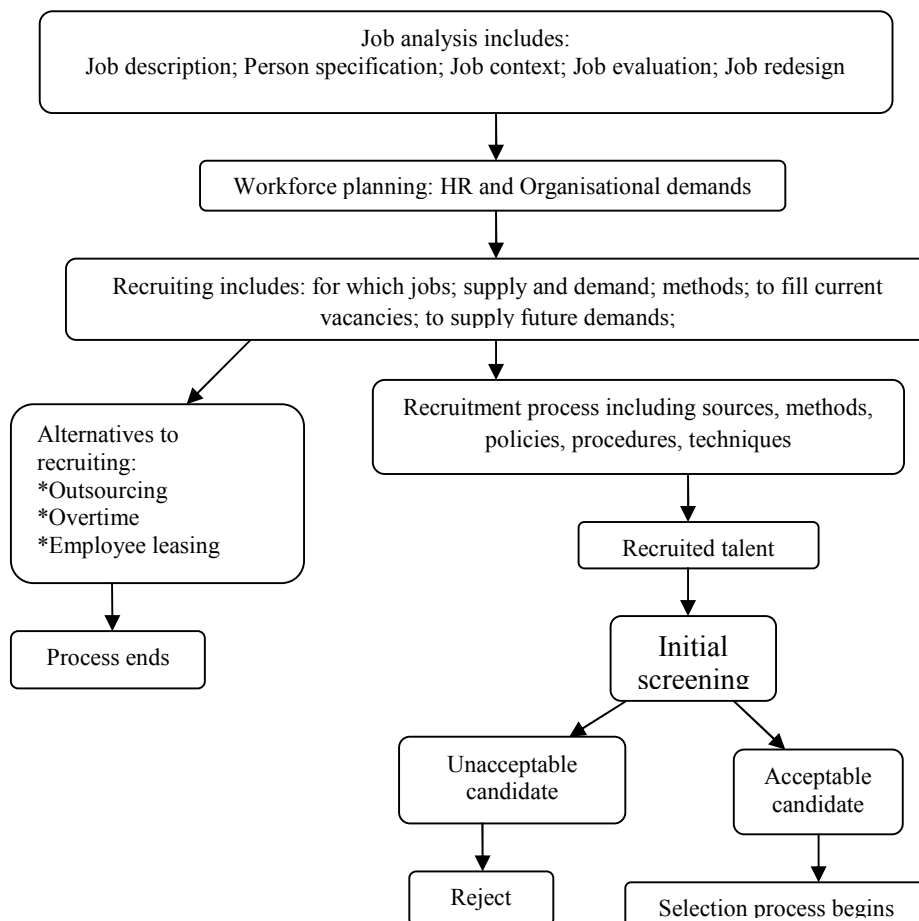 Job analysis includes:
Job description; Person specification; Job context; Job evaluation; Job redesign
Workforce planning: HR and Organisational demands
Recruiting includes: for which jobs; supply and demand; methods; to fill current
vacancies; to supply future demands;
Alternatives to
recruiting:
*Outsourcing
*Overtime
*Employee leasing
Process ends
Recruitment process including sources, methods,
policies, procedures, techniques
Recruited talent
Initial
screening
Unacceptable
candidate
Reject
Acceptable
candidate
Selection process begins